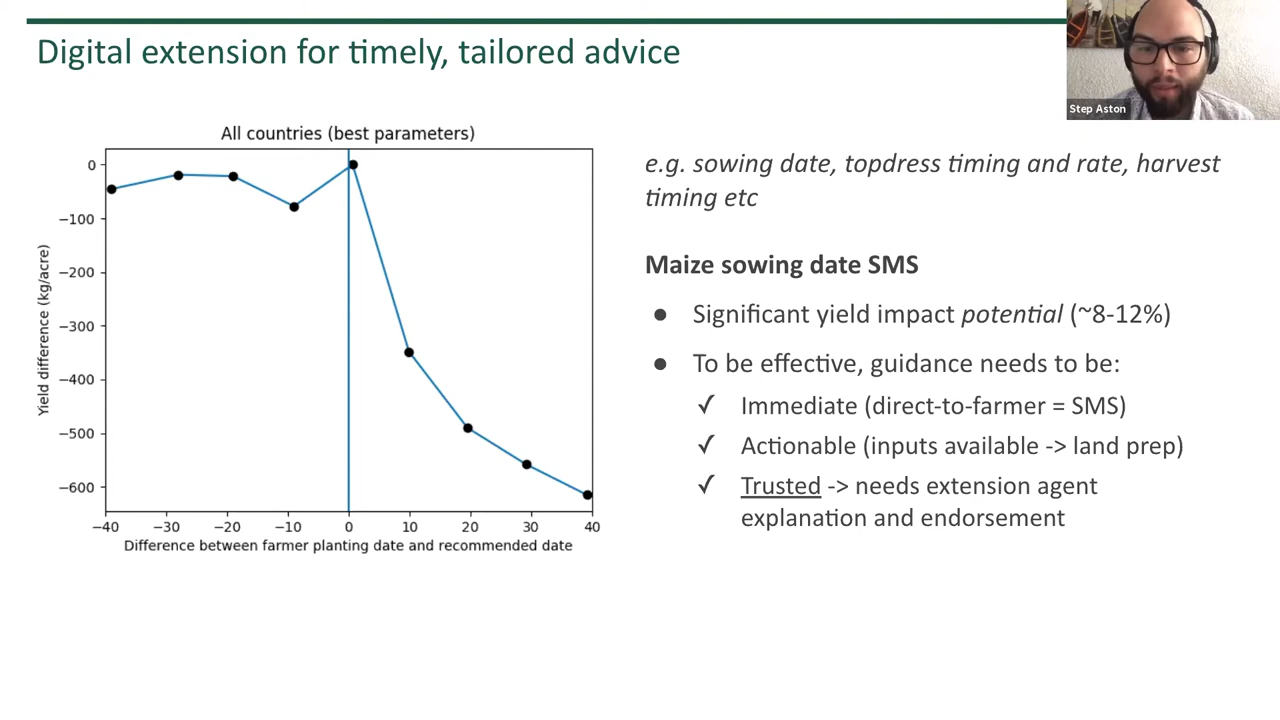 Digital extension for timely, tailored advice
Step Aston
All countries (best parameters)
0
−100
−200
−300
−400
−500
−600
Yield difference (kg/acre)
−40 −30 −20 −10 0 10 20 30 40
Difference between farmer planting date and recommended date
e.g. sowing date, topdress timing and rate, harvest
timing etc
Maize sowing date SMS
● Significant yield impact potential (~8-12%)
● To be effective, guidance needs to be:
✓ Immediate (direct-to-farmer = SMS)
✓ Actionable (inputs available -> land prep)
✓ Trusted -> needs extension agent
explanation and endorsement